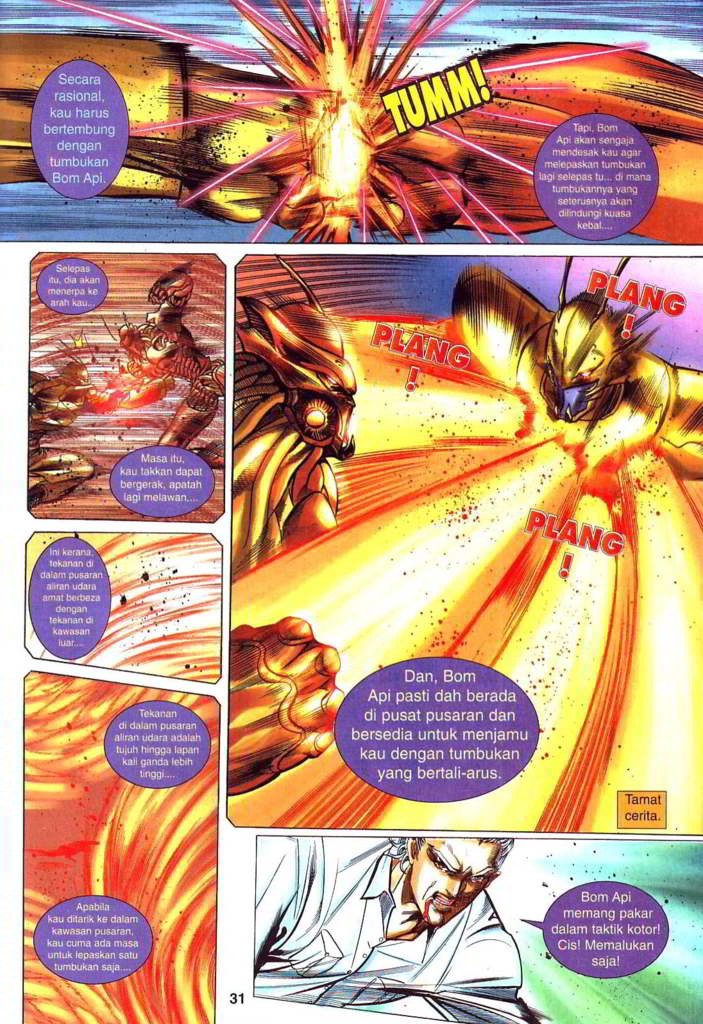 Secara
rasional,
kau harus
bertembung
dengan
tumbukan
Bom Api.
TUMM!
Tapi, Bom
Api akan sengaja
mendesak kau agar
melepaskan tumbukan
lagi selepas tu... di mana
tumbukannya yang
seterusnya akan
dilindungi kuasa
kebal....
Selepas
itu, dia akan
menerpa ke
arah kau...
Masa itu,
kau takkan dapat
bergerak, apatah
lagi melawan....
Ini kerana,
tekanan di
dalam pusaran
aliran udara
amat berbeza
dengan
tekanan di
kawasan
luar....
Tekanan
di dalam pusaran
aliran udara adalah
tujuh hingga lapan
kali ganda lebih
tinggi....
Apabila
kau ditarik ke dalam
kawasan pusaran,
kau cuma ada masa
untuk lepaskan satu
tumbukan saja....
PLANG
!
PLANG
!
PLANG
!
Dan, Bom
Api pasti dah berada
di pusat pusaran dan
bersedia untuk menjamu
kau dengan tumbukan
yang bertali-arus.
Tamat
cerita.
Bom Api
memang pakar
dalam taktik kotor!
Cis! Memalukan
saja!
31